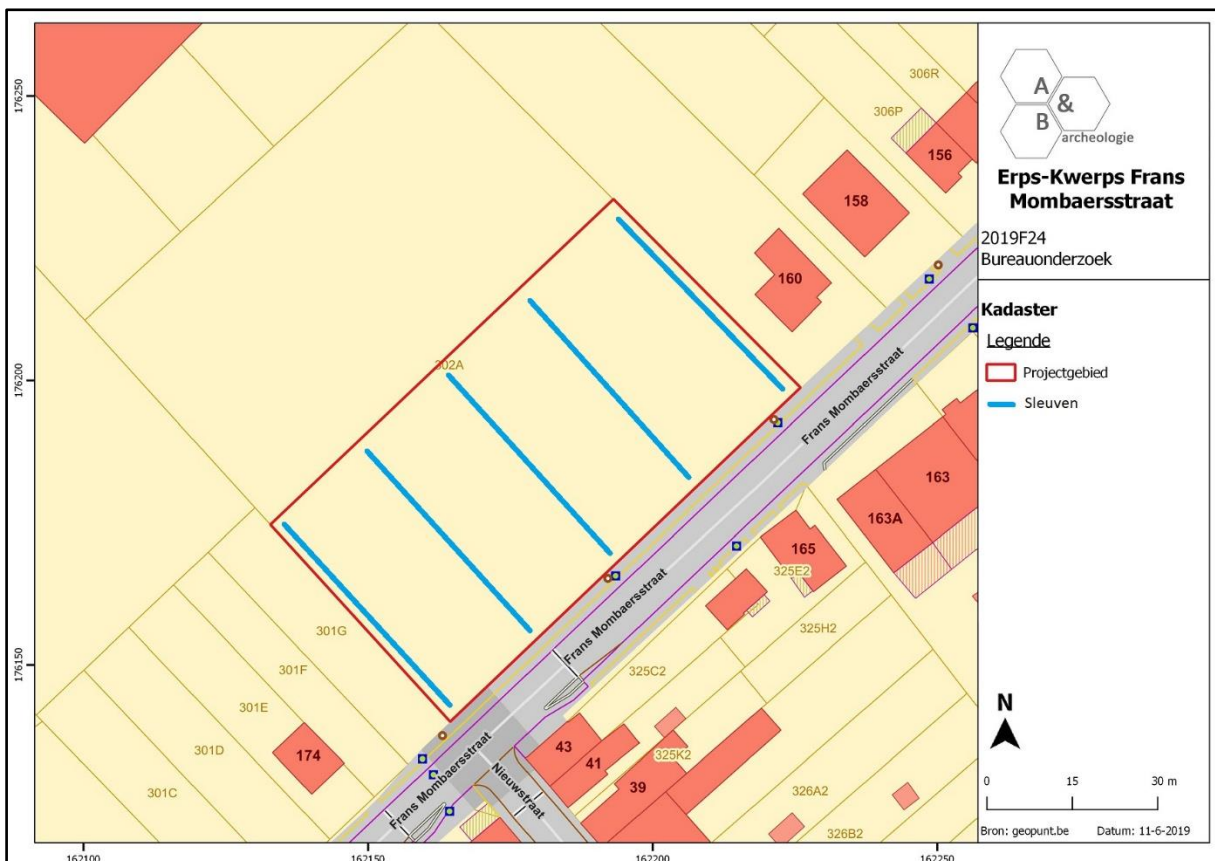 176250
176200
176150
162100
162150
162200
162250
306R
306P
156
158
160
302A
Frans Mombaersstraat
163
163A
165
325E2
Frans Mombaersstraat
325H2
325C2
301G
301F
301E
301D
301C
174
Frans Mombaersstraat
Nieuwstraat
43
41
39
325K2
326A2
326B2
A
&
B
archeologie
Erps-Kwerps Frans
Mombaersstraat
2019F24
Bureauonderzoek
Kadaster
Legende
Projectgebied
Sleuven
N
0 15 30 m
Bron: geopunt.be Datum: 11-6-2019